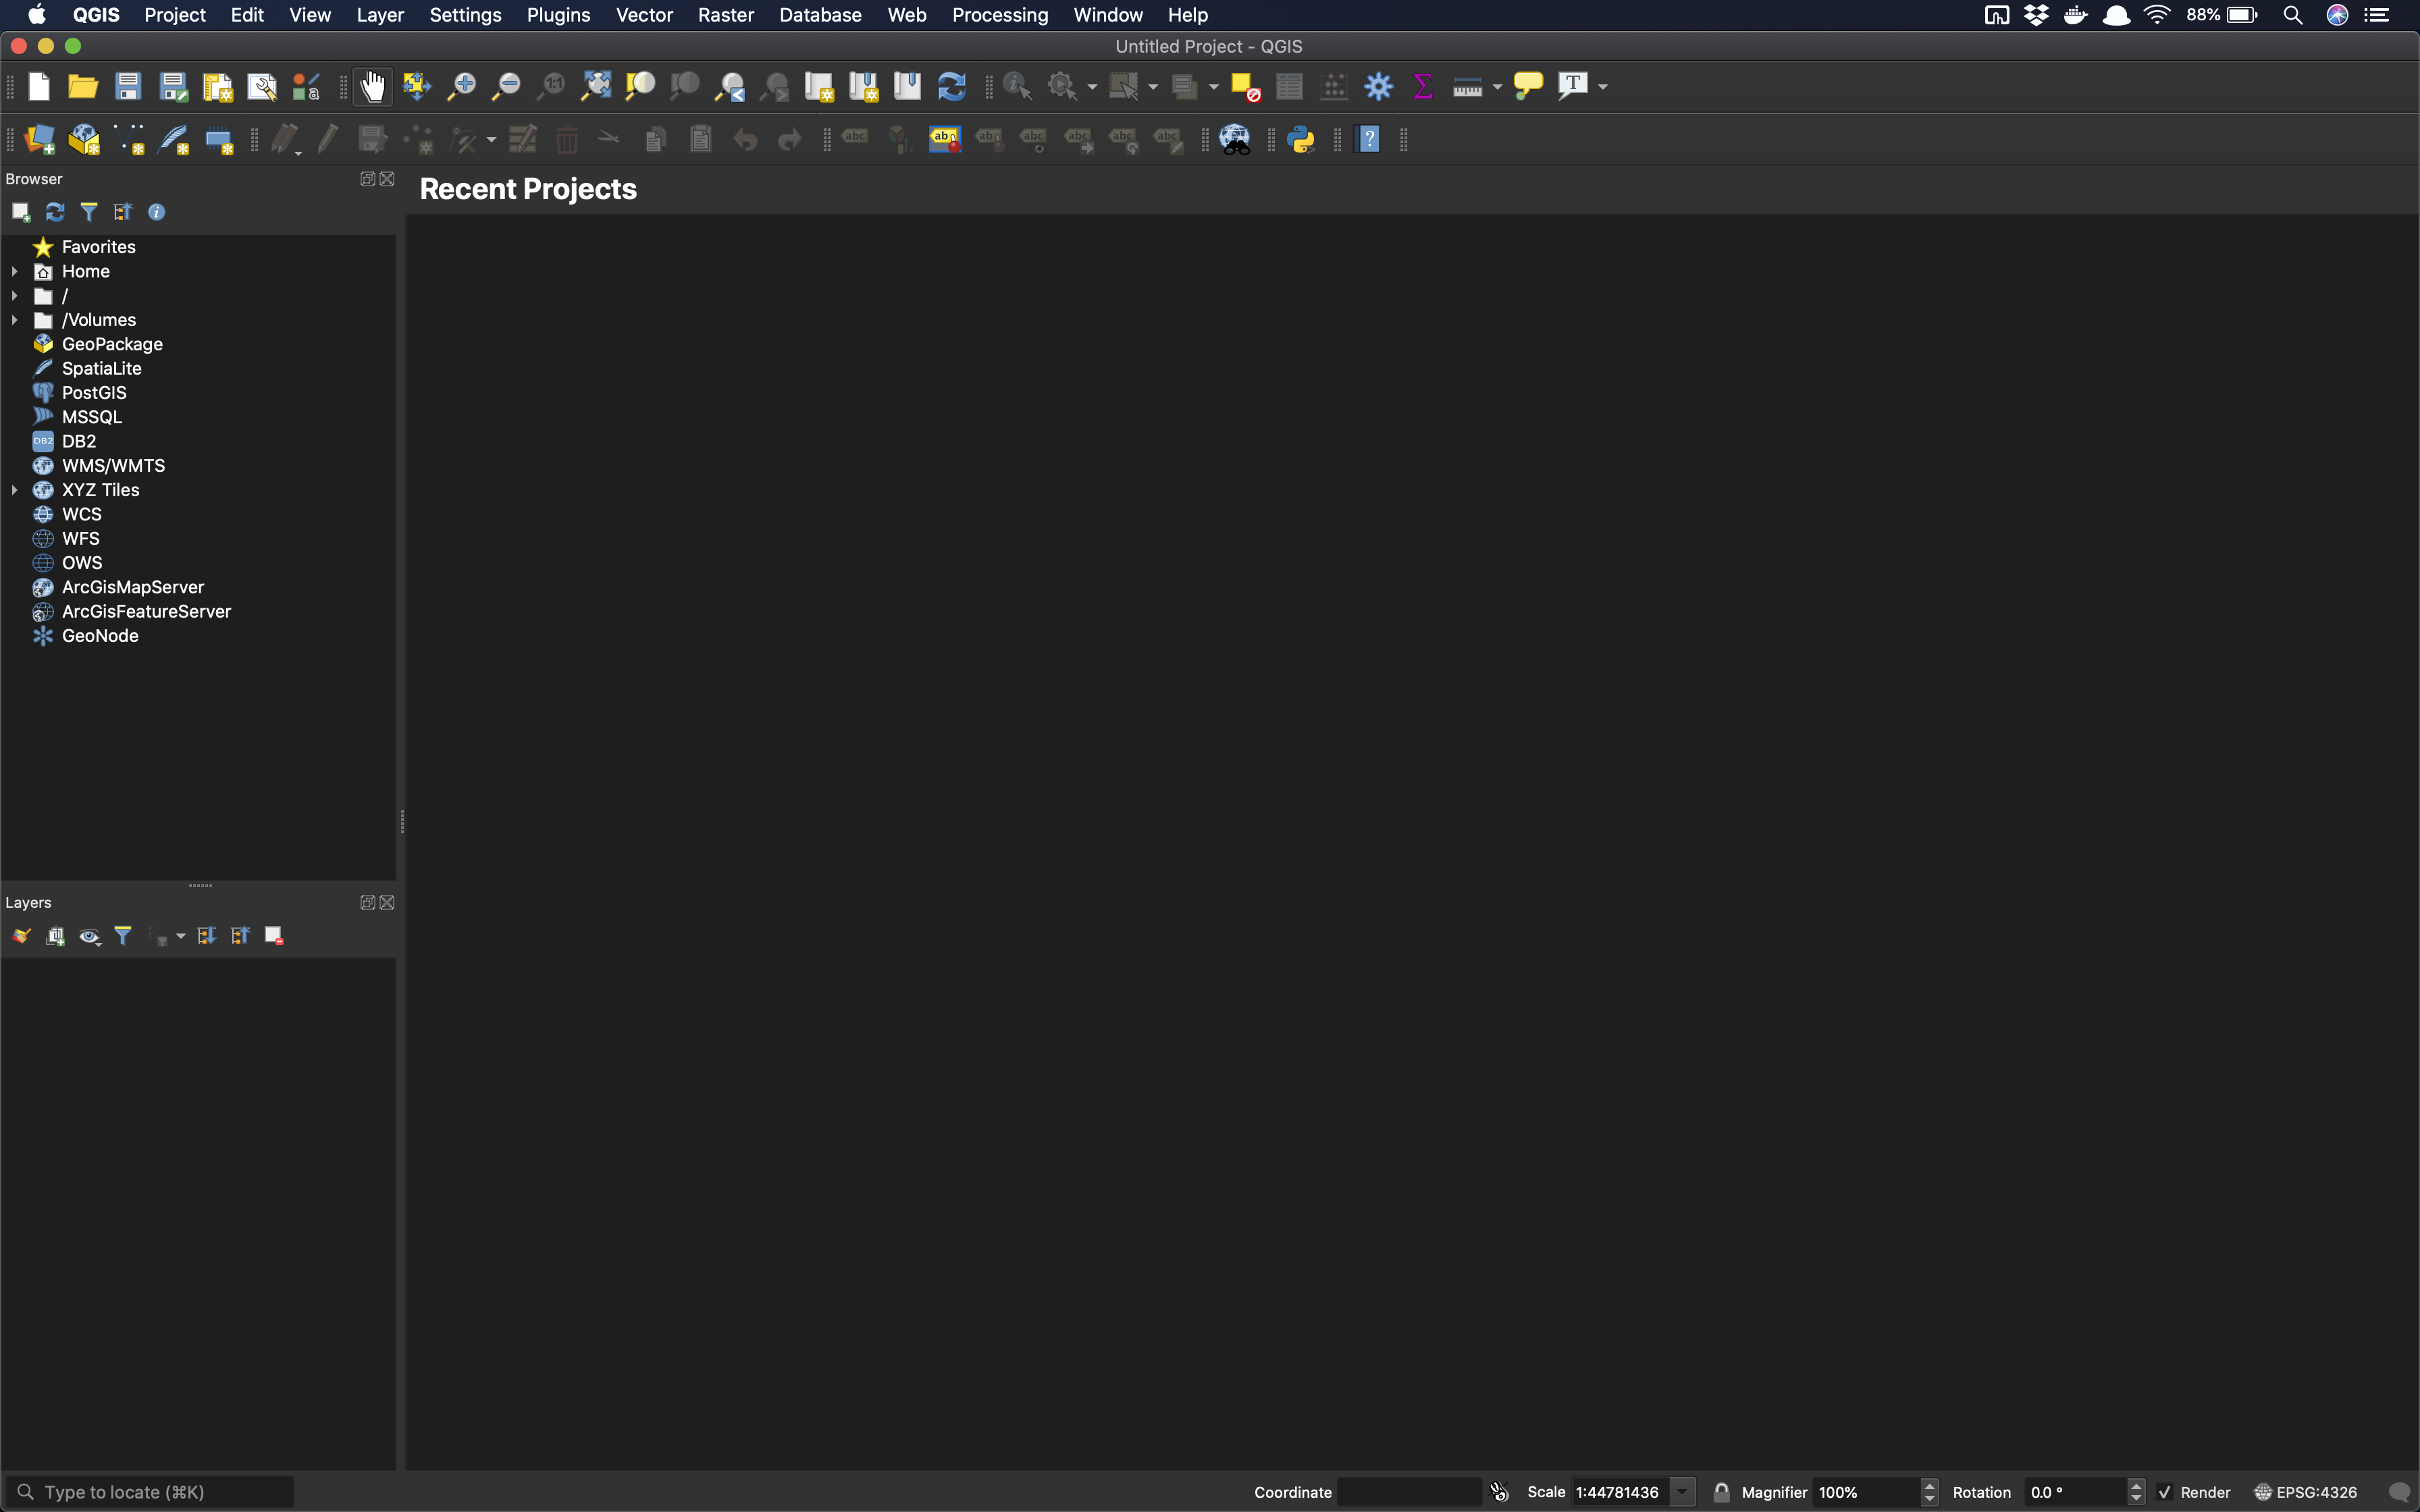 QGIS Project Edit View Layer Settings Plugins Vector Raster Database Web Processing Window Help 88%
Untitled Project - QGIS
Browser
Recent Projects
Favorites
Home
/
/Volumes
GeoPackage
SpatiaLite
PostGIS
MSSQL
DB2 DB2
WMS/WMTS
XYZ Tiles
WCS
WFS
OWS
ArcGisMapServer
ArcGisFeatureServer
GeoNode
Layers
Type to locate (⌘K) Coordinate Scale 1:44781436 Magnifier 100% Rotation 0.0 ° Render EPSG:4326